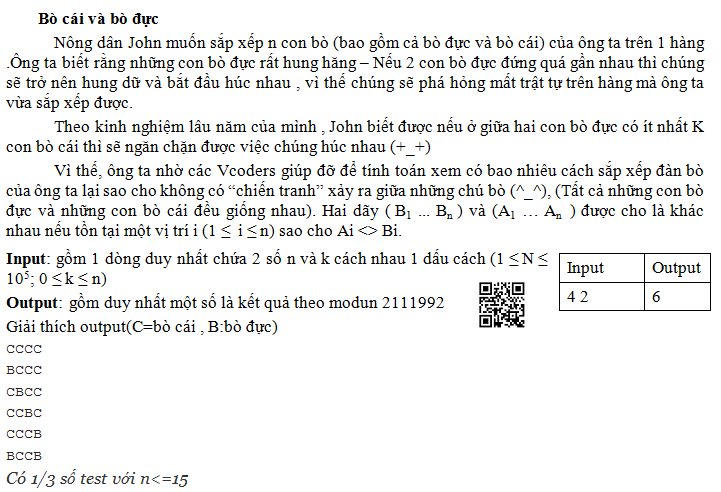 Bò cái và bò đực
Nông dân John muốn sắp xếp n con bò (bao gồm cả bò đực và bò cái) của ông ta trên 1 hàng
.Ông ta biết rằng những con bò đực rất hung hăng – Nếu 2 con bò đực đứng quá gần nhau thì chúng
sẽ trở nên hung dữ và bắt đầu húc nhau , vì thế chúng sẽ phá hỏng mất trật tự trên hàng mà ông ta
vừa sắp xếp được.
Theo kinh nghiệm lâu năm của mình , John biết được nếu ở giữa hai con bò đực có ít nhất K
con bò cái thì sẽ ngăn chặn được việc chúng húc nhau (+_+)
Vì thế, ông ta nhờ các Vcoders giúp đỡ để tính toán xem có bao nhiêu cách sắp xếp đàn bò
của ông ta lại sao cho không có “chiến tranh” xảy ra giữa những chú bò (^_^), (Tất cả những con bò
đực và những con bò cái đều giống nhau). Hai dãy ( B1 ... Bn ) và (A1 … An ) được cho là khác
nhau nếu tồn tại một vị trí i (1 ≤ i ≤ n) sao cho Ai <> Bi.
Input: gồm 1 dòng duy nhất chứa 2 số n và k cách nhau 1 dấu cách (1 ≤ N ≤
10⁵; 0 ≤ k ≤ n)
Output: gồm duy nhất một số là kết quả theo modun 2111992
Input Output
4 2 6
Giải thích output(C=bò cái , B:bò đực)
CCCC
BCCC
CBCC
CCBC
CCCB
BCCB
Có 1/3 số test với n<=15